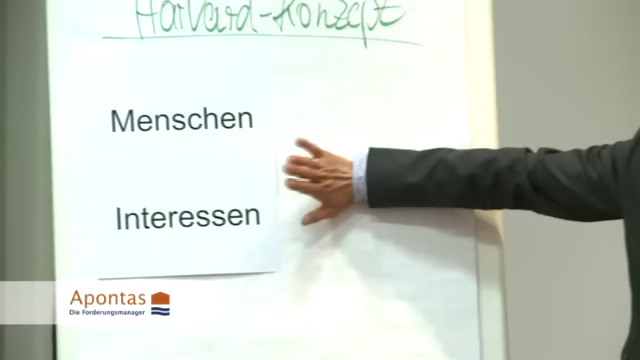 Harvard-Konzept
Menschen
Interessen
Apontas
Die Forderungsmanager